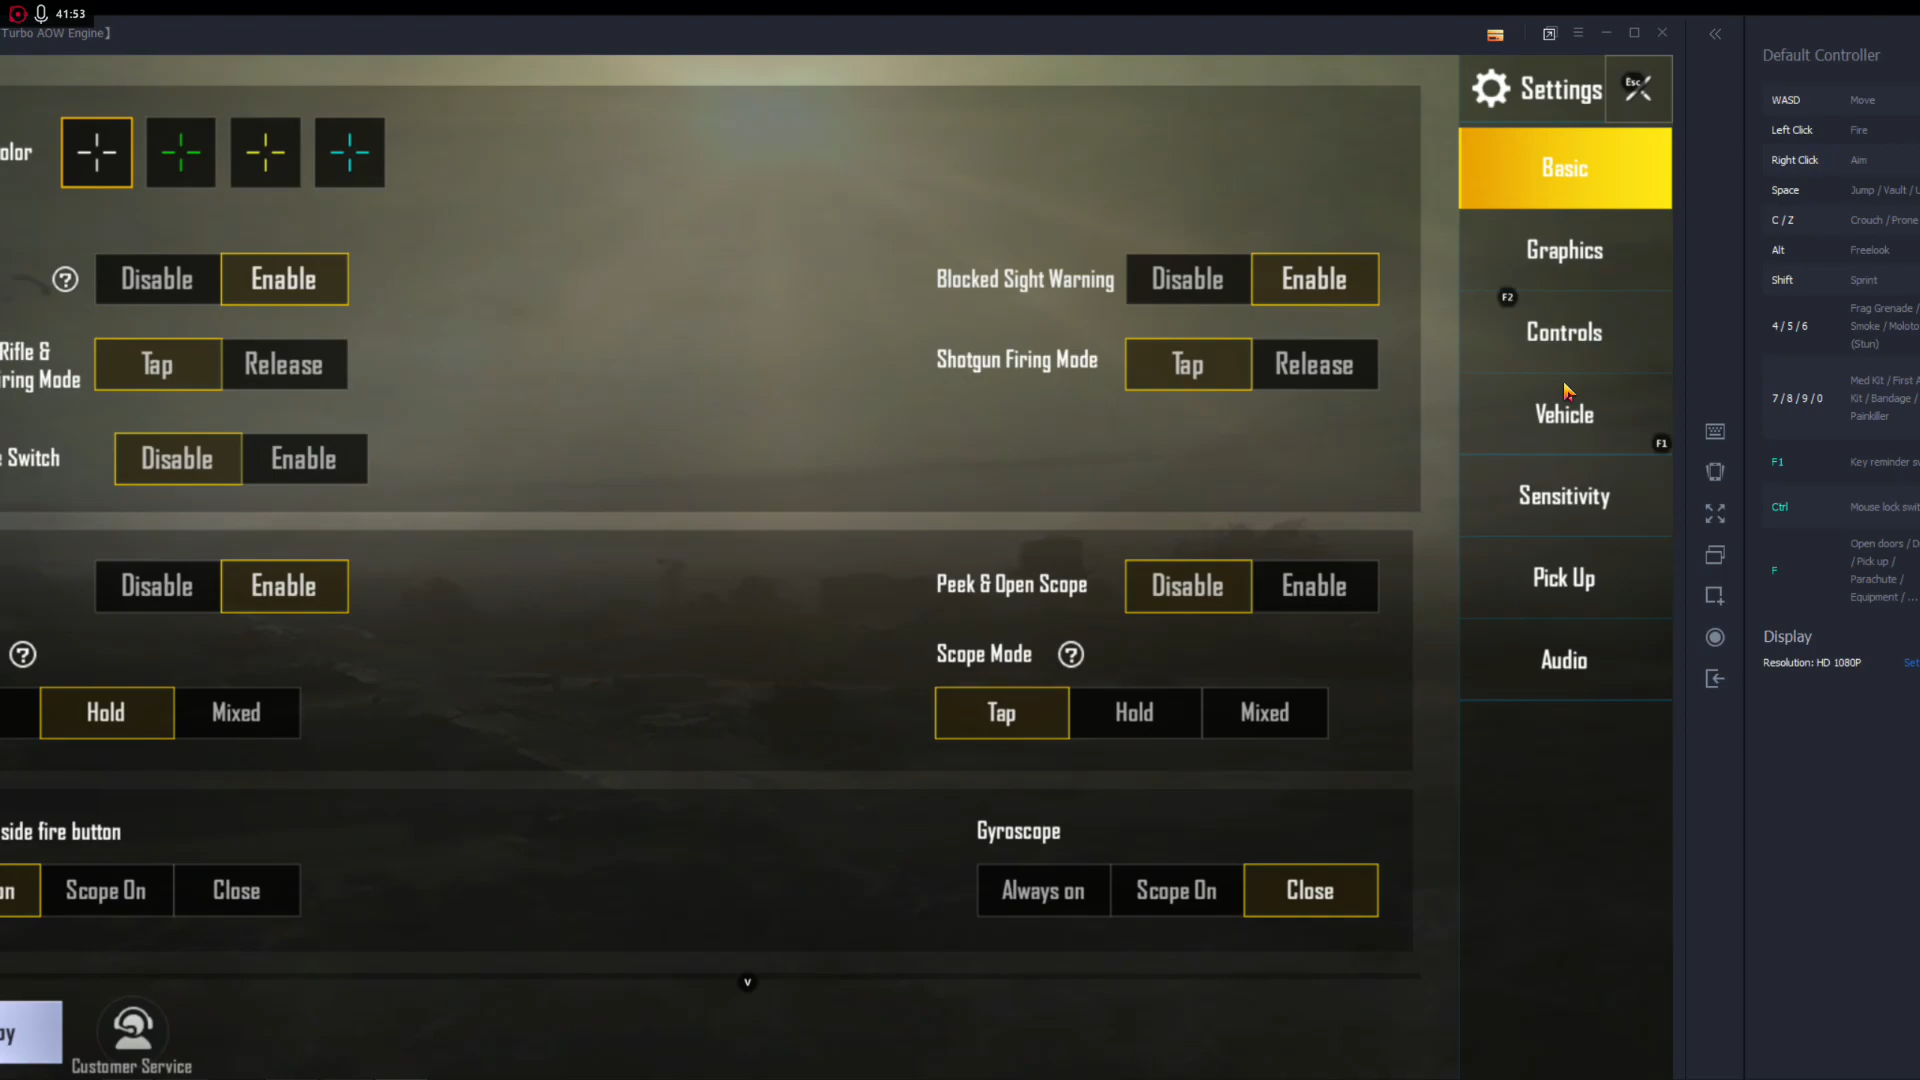 41:53
Turbo AOW Engine】
Settings
Esc
Basic
Graphics
F2
Controls
Vehicle
F1
Sensitivity
Pick Up
Audio
olor
Disable Enable
Blocked Sight Warning Disable Enable
Rifle &
iring Mode
Tap Release
Shotgun Firing Mode Tap Release
e Switch Disable Enable
Disable Enable
Peek & Open Scope Disable Enable
?
Scope Mode ?
Hold Mixed
Tap Hold Mixed
side fire button
Gyroscope
on Scope On Close
Always on Scope On Close
V
py
Customer Service
Default Controller
WASD Move
Left Click Fire
Right Click Aim
Space Jump / Vault / U
C / Z Crouch / Prone
Alt Freelook
Shift Sprint
4 / 5 / 6
Frag Grenade /
Smoke / Moloto
(Stun)
7 / 8 / 9 / 0
Med Kit / First A
Kit / Bandage /
Painkiller
F1 Key reminder sw
Ctrl Mouse lock swit
F
Open doors / D
/ Pick up /
Parachute /
Equipment / ...
Display
Resolution: HD 1080P Set